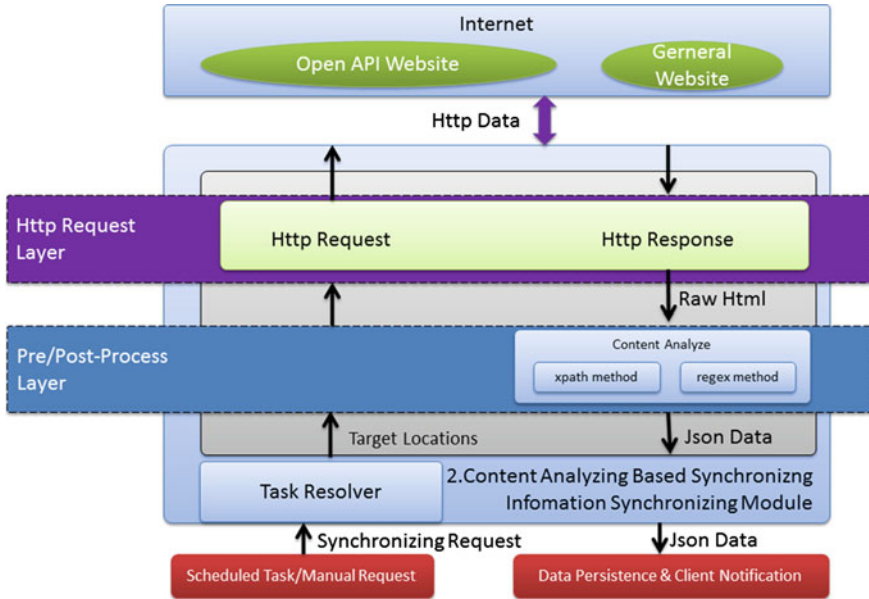 Internet
Open API Website
Gerneral
Website
Http Data
Http Request
Layer
Http Request
Http Response
Raw Html
Pre/Post-Process
Layer
Content Analyze
xpath method
regex method
Target Locations
Json Data
Task Resolver
2.Content Analyzing Based Synchronizng
Infomation Synchronizing Module
Synchronizing Request
Json Data
Scheduled Task/Manual Request
Data Persistence & Client Notification